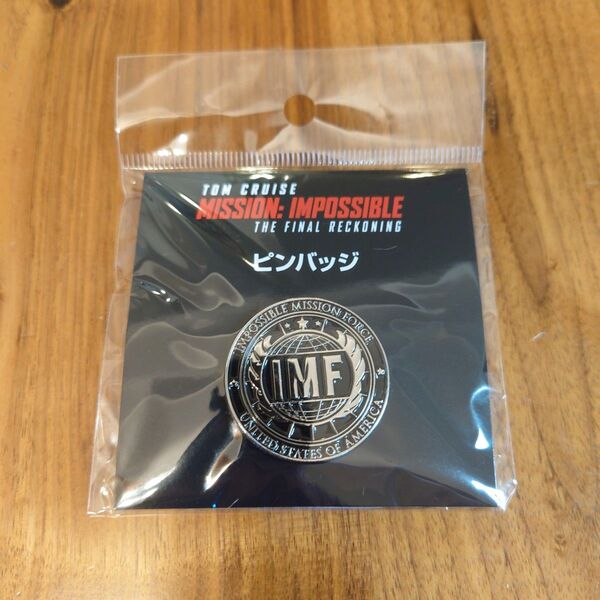 TOM CRUISE
MISSION: IMPOSSIBLE
THE FINAL RECKONING
ピンバッジ
IMPOSSIBLE MISSION FORCE
IMF
UNITED STATES OF AMERICA